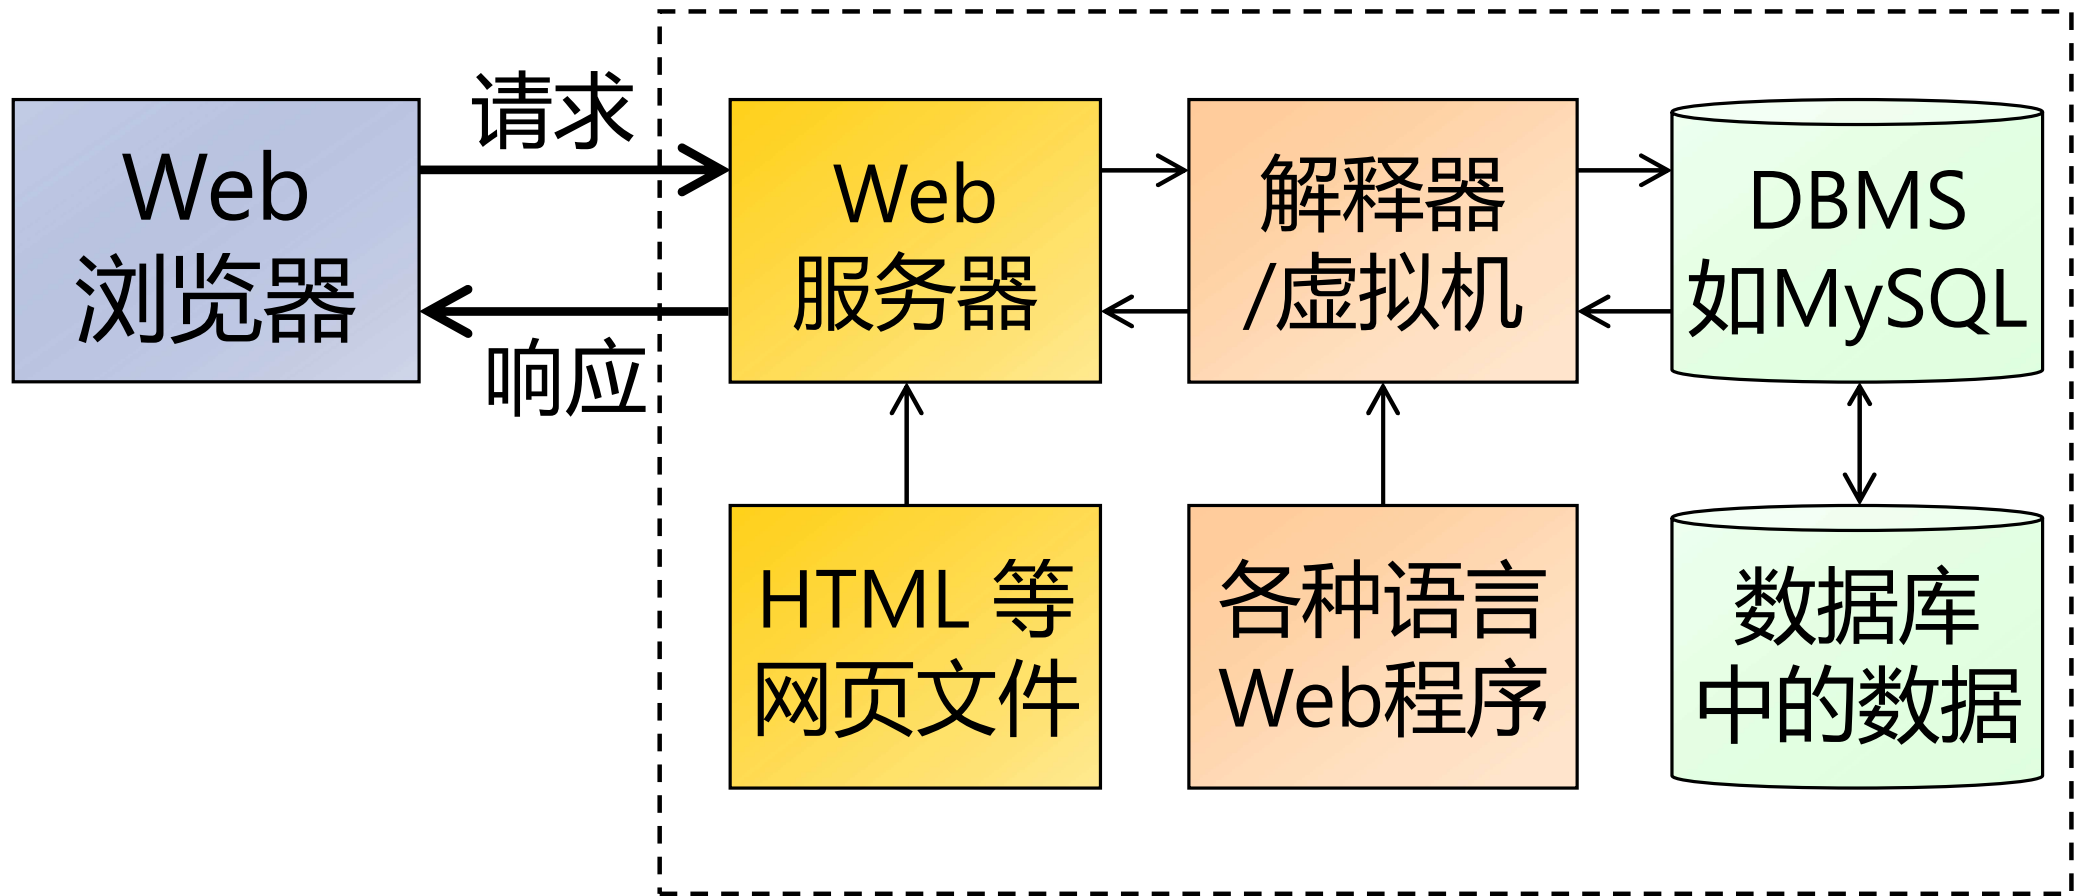 请求
Web
浏览器
响应
Web
服务器
解释器
/虚拟机
DBMS
如MySQL
HTML 等
网页文件
各种语言
Web程序
数据库
中的数据